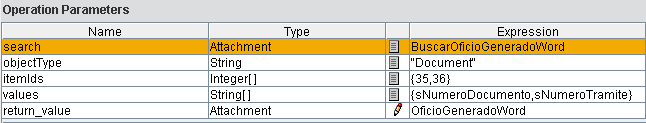 Operation Parameters
Name Type Expression
search Attachment BuscarOficioGeneradoWord
objectType String "Document"
itemIds Integer[] {35,36}
values String[] {sNumeroDocumento,sNumeroTramite}
return_value Attachment OficioGeneradoWord